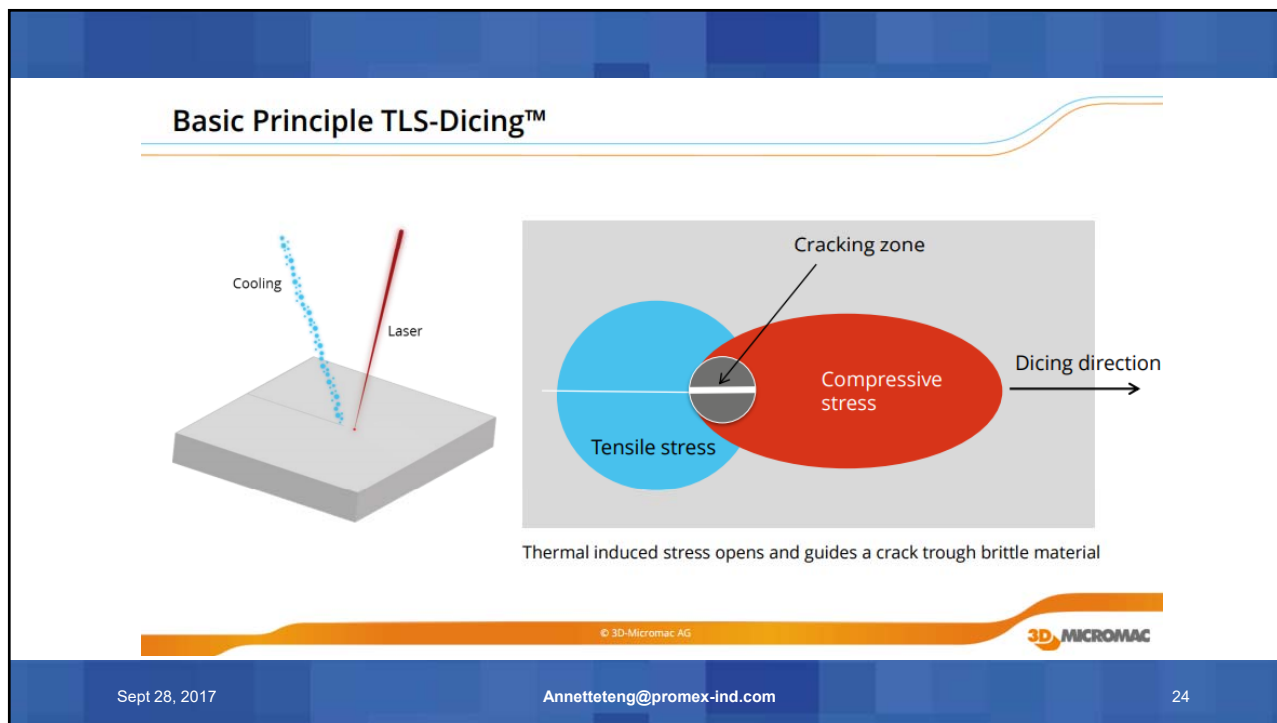 Basic Principle TLS-Dicing™
Cooling
Laser
Cracking zone
Dicing direction
Compressive
stress
Tensile stress
Thermal induced stress opens and guides a crack trough brittle material
© 3D-Micromac AG
3D MICROMAC
Sept 28, 2017
Annetteteng@promex-ind.com
24